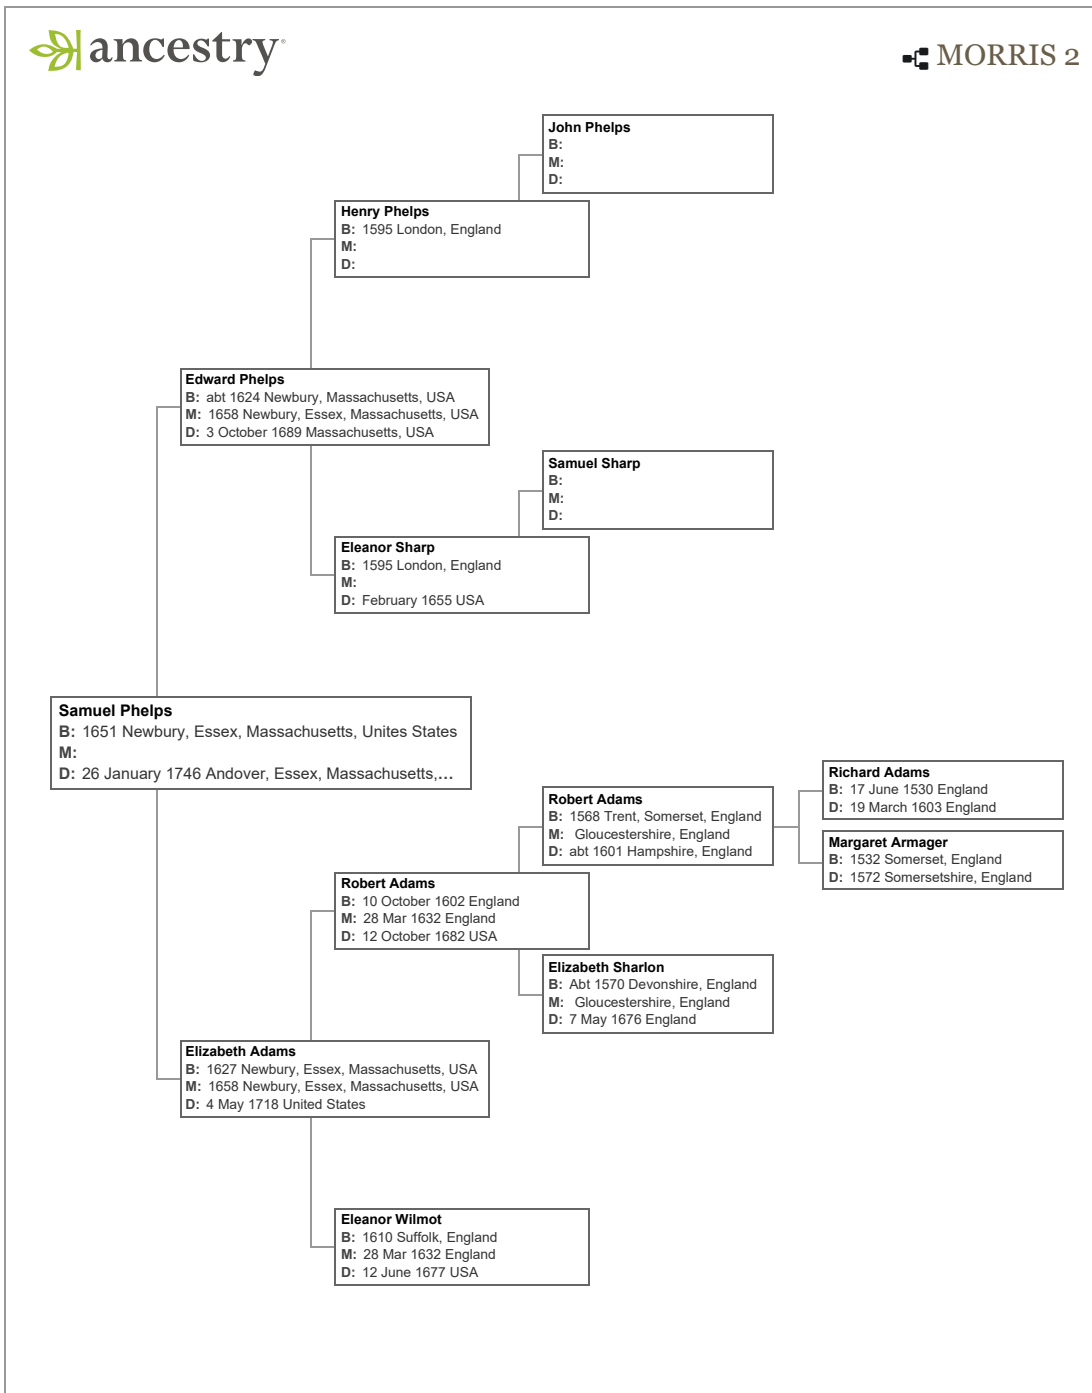 ancestry
MORRIS 2
John Phelps
B:
M:
D:
Henry Phelps
B: 1595 London, England
M:
D:
Edward Phelps
B: abt 1624 Newbury, Massachusetts, USA
M: 1658 Newbury, Essex, Massachusetts, USA
D: 3 October 1689 Massachusetts, USA
Samuel Sharp
B:
M:
D:
Eleanor Sharp
B: 1595 London, England
M:
D: February 1655 USA
Samuel Phelps
B: 1651 Newbury, Essex, Massachusetts, Unites States
M:
D: 26 January 1746 Andover, Essex, Massachusetts,...
Richard Adams
B: 17 June 1530 England
D: 19 March 1603 England
Robert Adams
B: 1568 Trent, Somerset, England
M: Gloucestershire, England
D: abt 1601 Hampshire, England
Margaret Armager
B: 1532 Somerset, England
D: 1572 Somersetshire, England
Robert Adams
B: 10 October 1602 England
M: 28 Mar 1632 England
D: 12 October 1682 USA
Elizabeth Sharlon
B: Abt 1570 Devonshire, England
M: Gloucestershire, England
D: 7 May 1676 England
Elizabeth Adams
B: 1627 Newbury, Essex, Massachusetts, USA
M: 1658 Newbury, Essex, Massachusetts, USA
D: 4 May 1718 United States
Eleanor Wilmot
B: 1610 Suffolk, England
M: 28 Mar 1632 England
D: 12 June 1677 USA